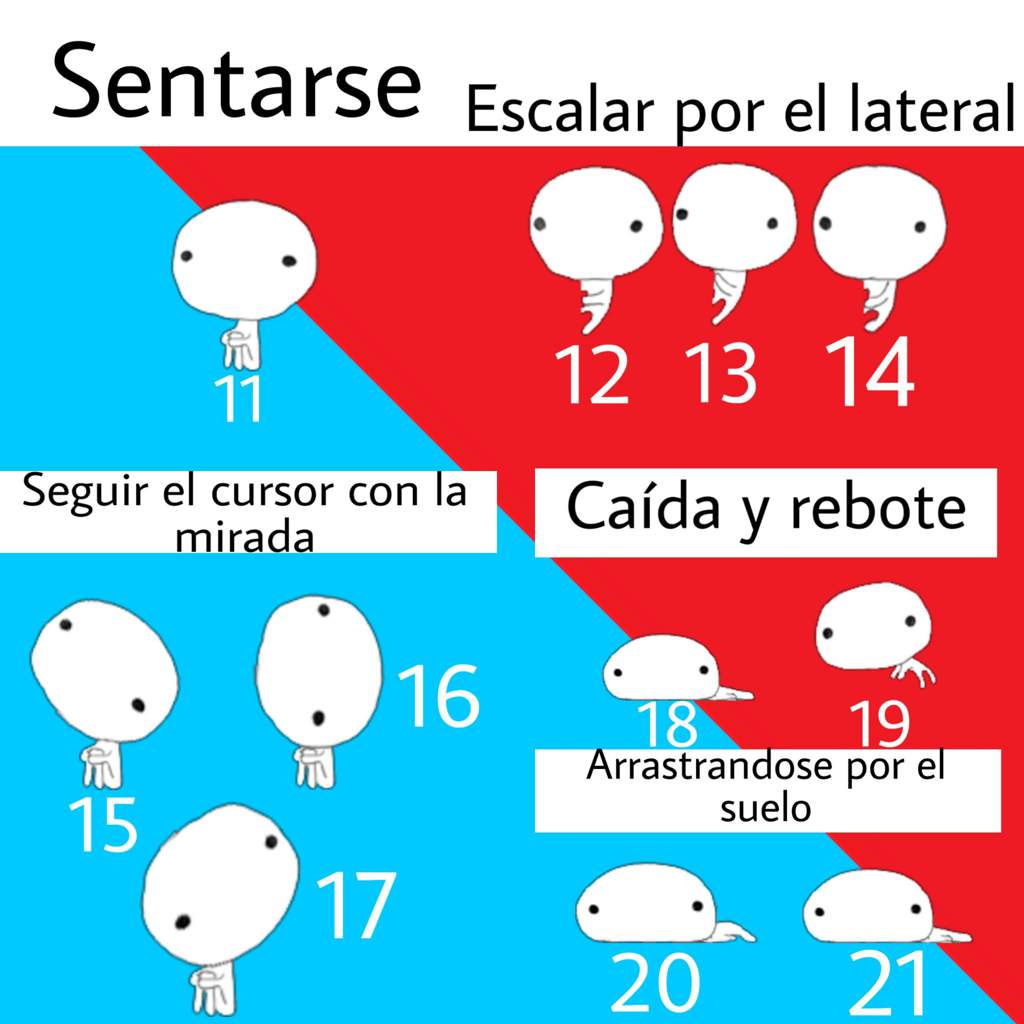 Sentarse
Escalar por el lateral
11
12 13 14
Seguir el cursor con la
mirada
Caída y rebote
15
16
17
18
19
Arrastrandose por el
suelo
20
21